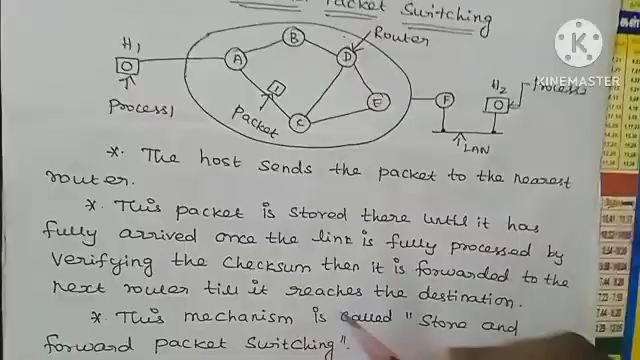 Packet Switching
Router
H1
B
A
D
E
C
1
Packet
Process1
F
H2
Process2
LAN
KINEMASTER
*. The host sends the packet to the nearest
router.
*. This packet is stored there until it has
fully arrived once the link is fully processed by
verifying the checksum then it is forwarded to the
next router till it reaches the destination.
*. This mechanism is called "Store and
forward packet switching".